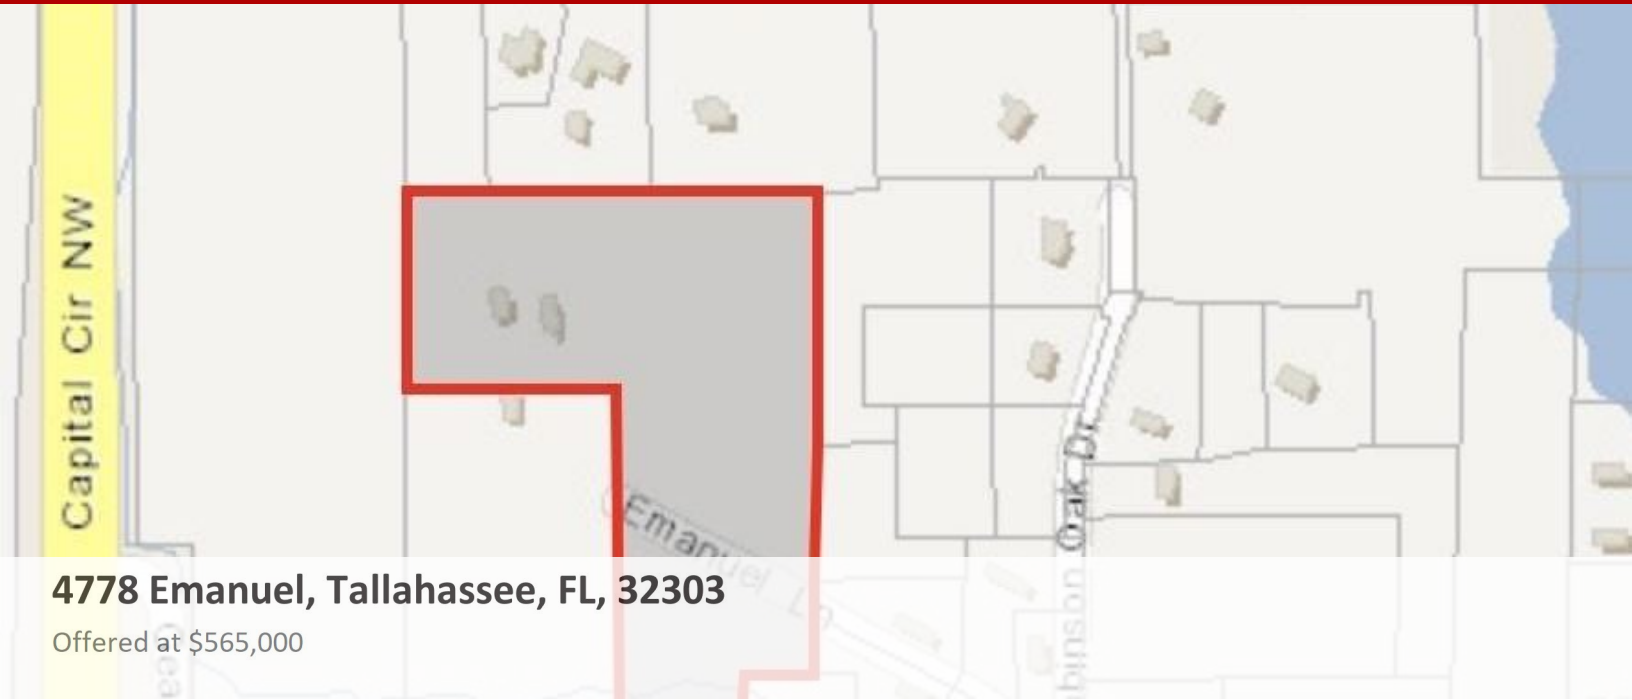 Capital Cir NW
Oak Dr
Emanuel Ln
4778 Emanuel, Tallahassee, FL, 32303
Offered at $565,000